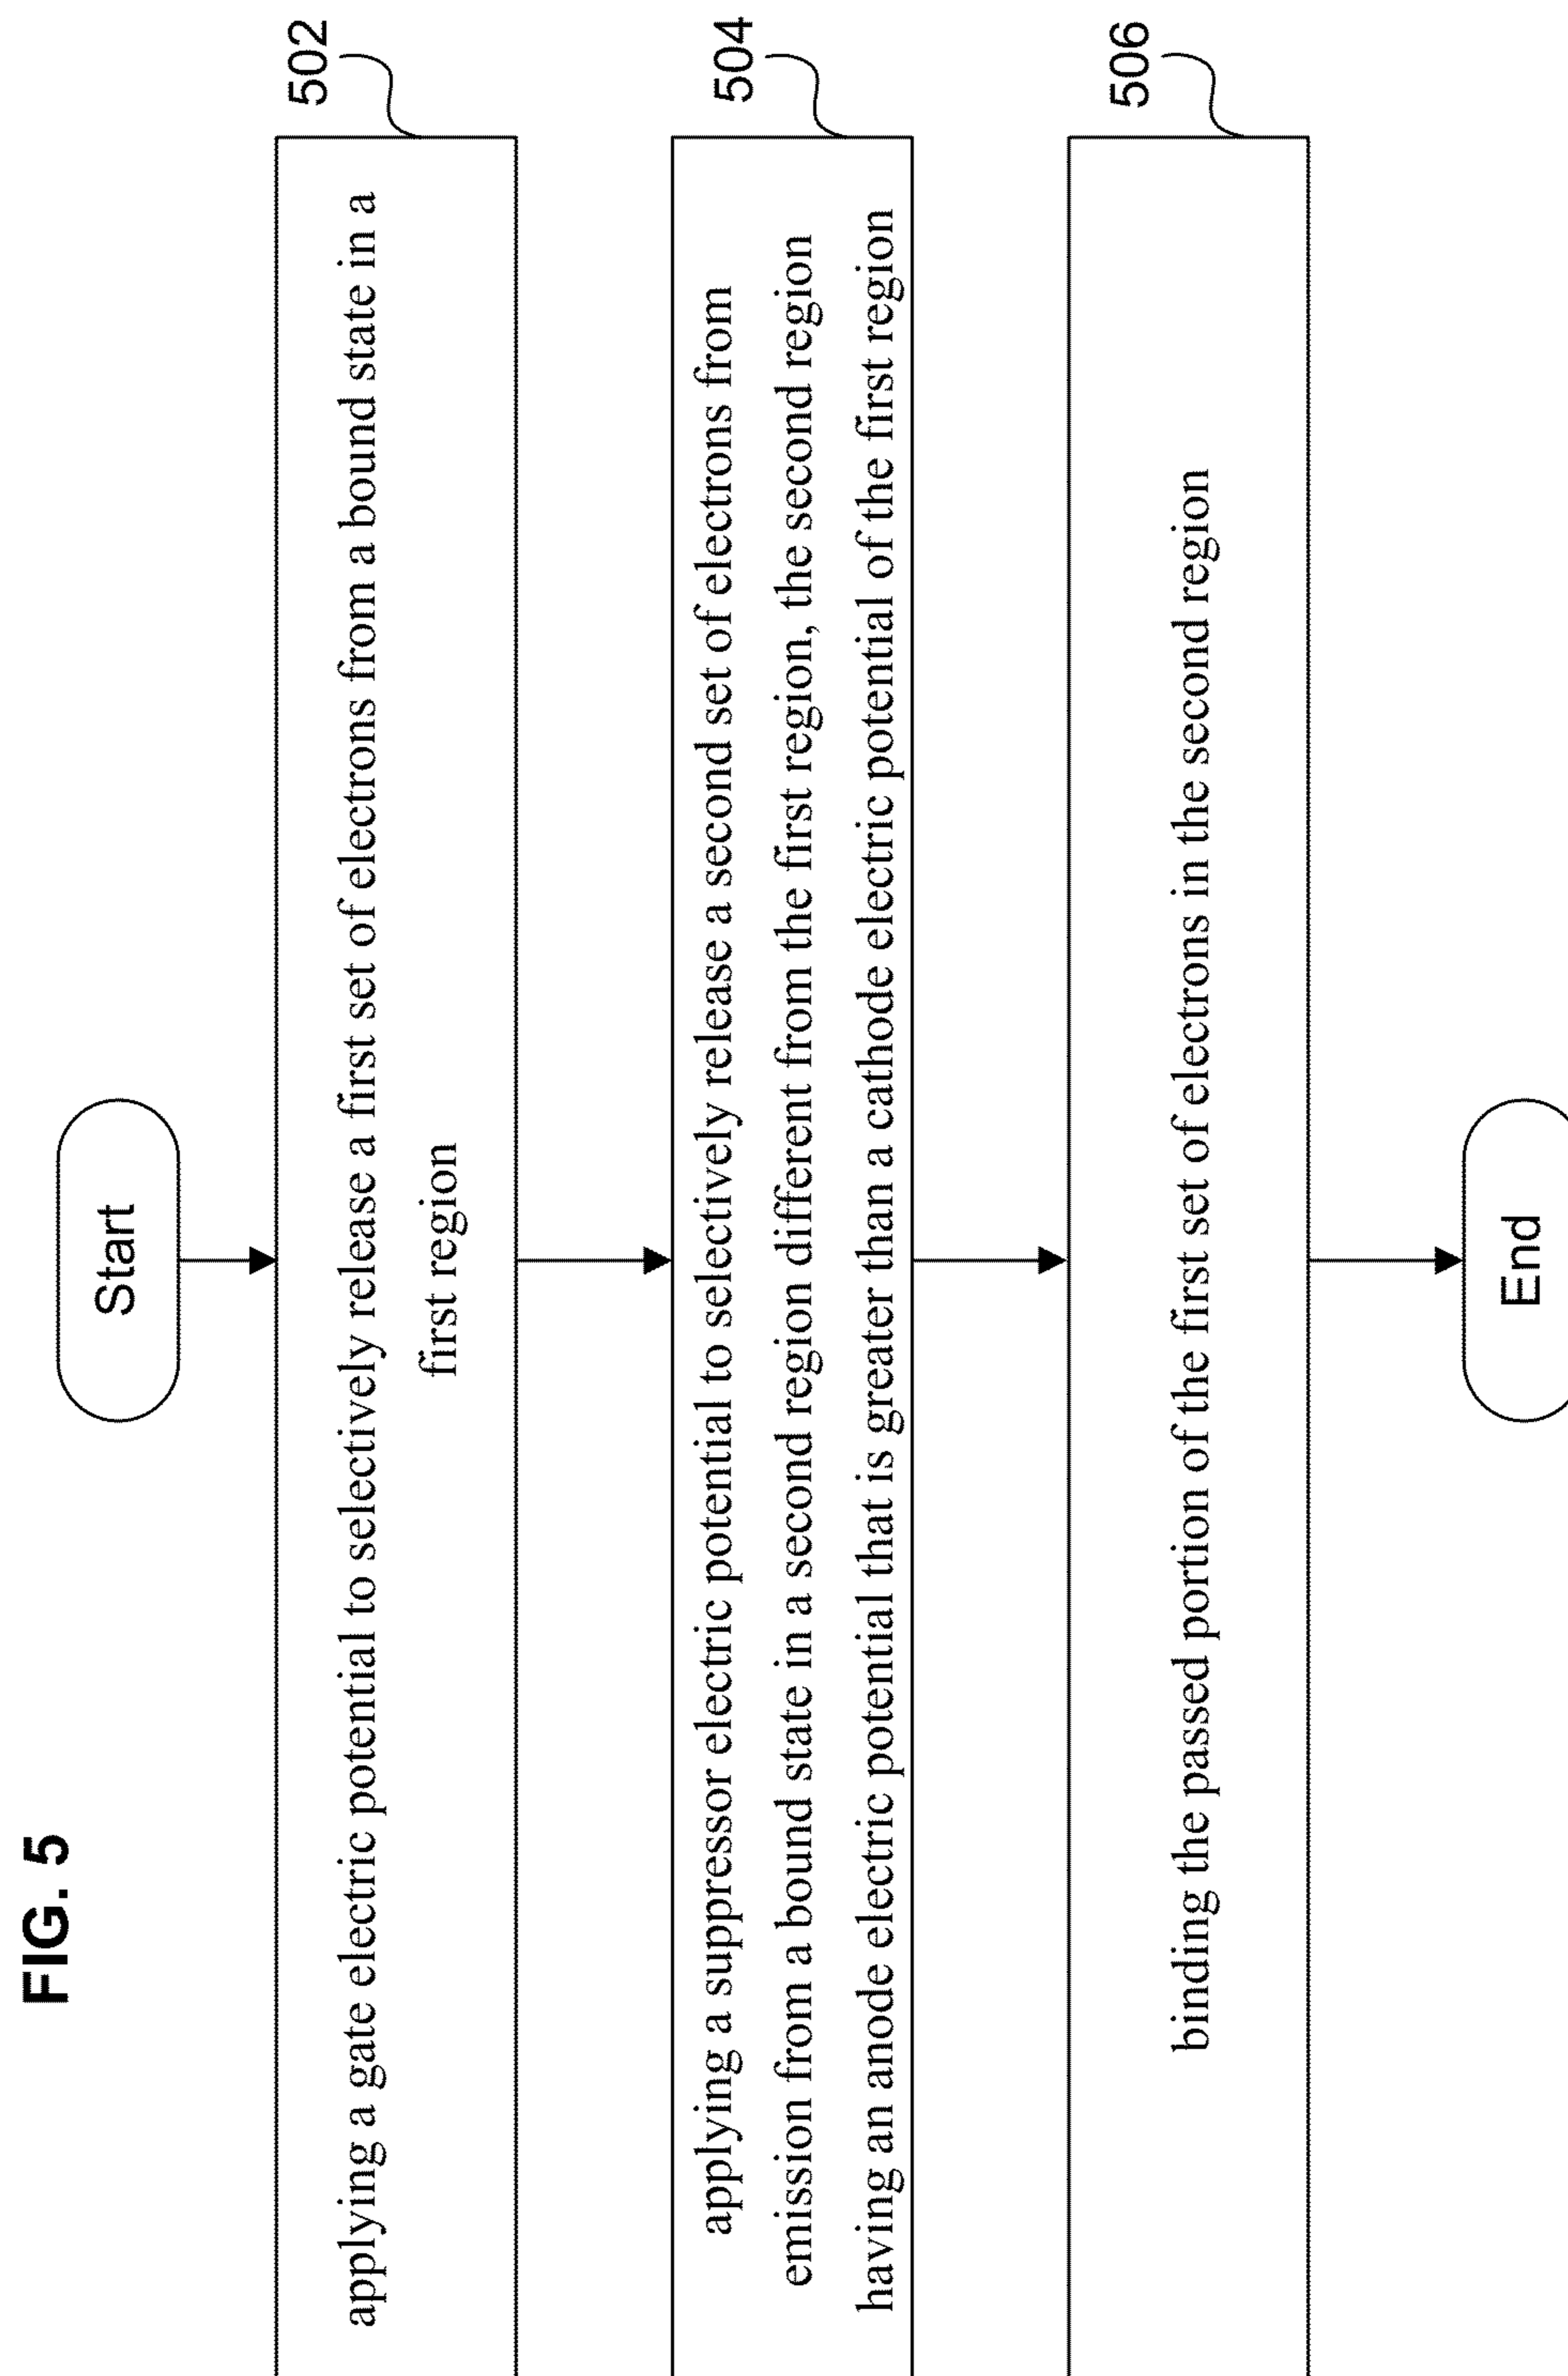 FIG. 5
Start
502
applying a gate electric potential to selectively release a first set of electrons from a bound state in a
first region
504
applying a suppressor electric potential to selectively release a second set of electrons from
emission from a bound state in a second region different from the first region, the second region
having an anode electric potential that is greater than a cathode electric potential of the first region
506
binding the passed portion of the first set of electrons in the second region
End